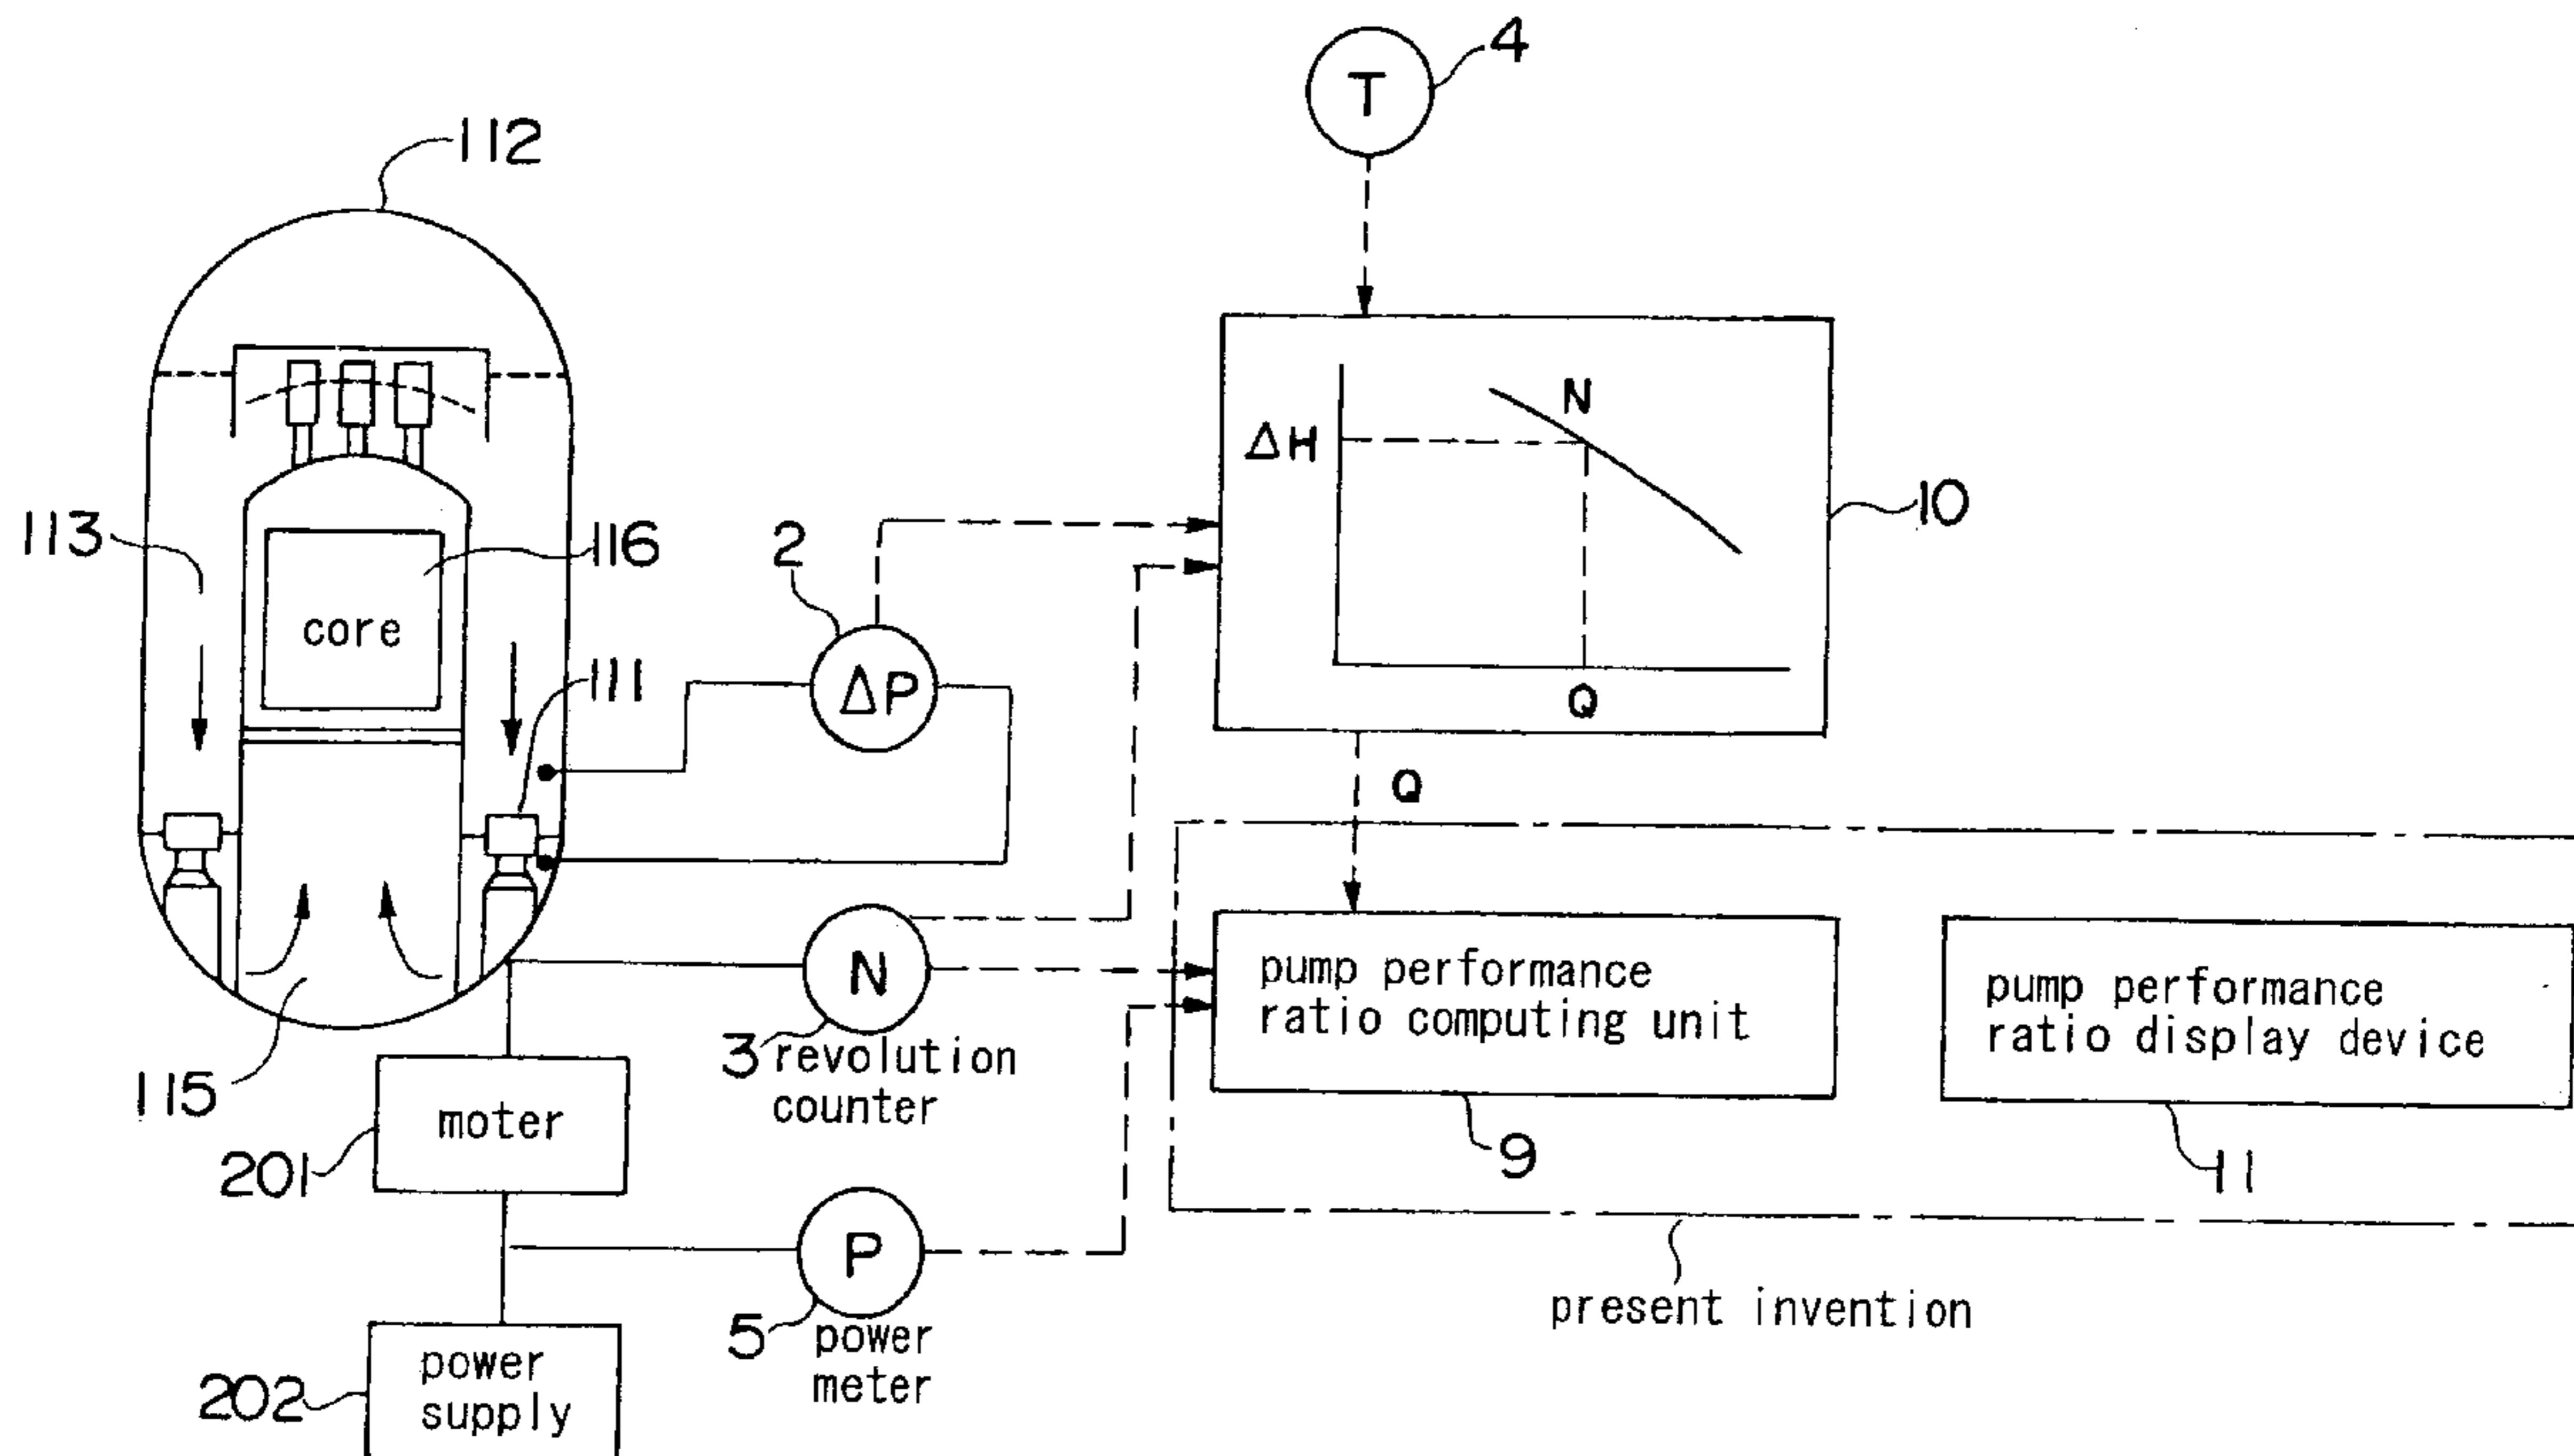 4
T
112
N
ΔH
10
113
116
2
core
111
ΔP
Q
Q
N
pump performance
ratio computing unit
pump performance
ratio display device
3 revolution
counter
115
moter
201
9
11
P
present invention
5 power
meter
power
supply
202